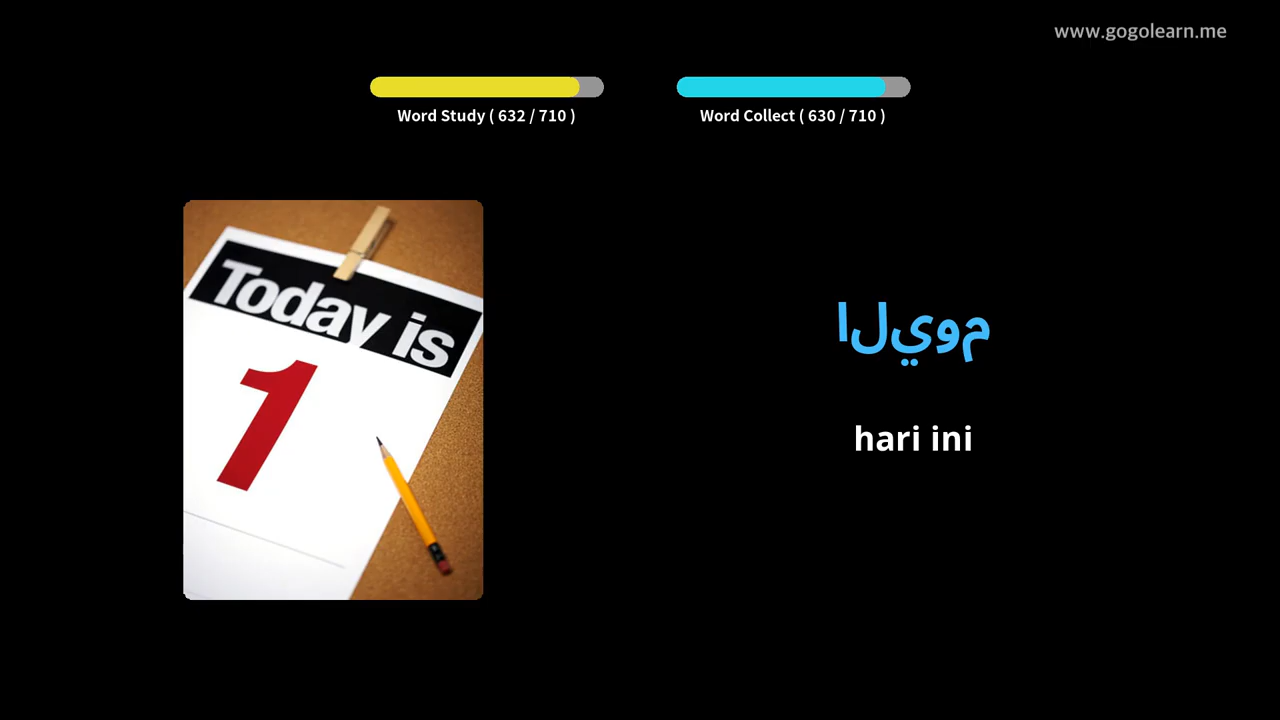 www.gogolearn.me
Word Study ( 632 / 710 )
Word Collect ( 630 / 710 )
Today is
1
اليوم
hari ini